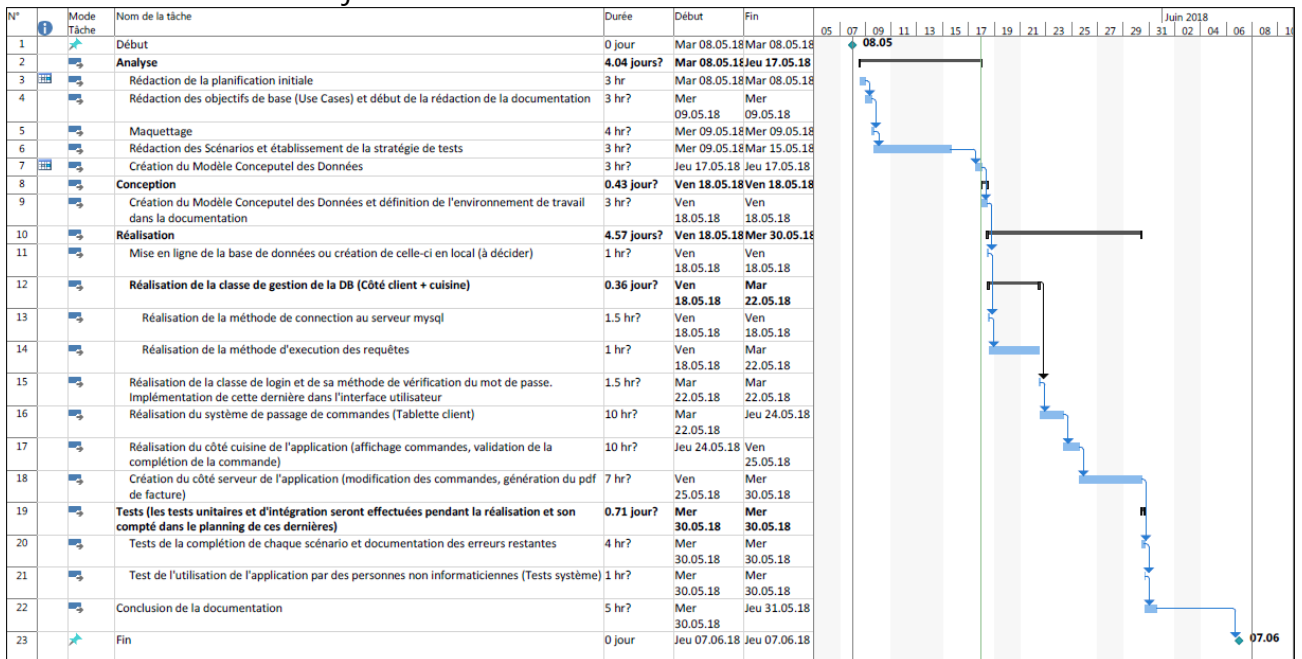 N° Mode Tâche Nom de la tâche Durée Début Fin
Juin 2018
05 07 09 11 13 15 17 19 21 23 25 27 29 31 02 04 06 08
1 Début 0 jour Mar 08.05.18 Mar 08.05.18
08.05
2 Analyse 4.04 jours? Mar 08.05.18 Jeu 17.05.18
3 Rédaction de la planification initiale 3 hr Mar 08.05.18 Mar 08.05.18
4 Rédaction des objectifs de base (Use Cases) et début de la rédaction de la documentation 3 hr? Mer 09.05.18 Mer 09.05.18
5 Maquettage 4 hr? Mer 09.05.18 Mer 09.05.18
6 Rédaction des Scénarios et établissement de la stratégie de tests 3 hr? Mer 09.05.18 Mar 15.05.18
7 Création du Modèle Conceputel des Données 3 hr? Jeu 17.05.18 Jeu 17.05.18
8 Conception 0.43 jour? Ven 18.05.18 Ven 18.05.18
9 Création du Modèle Conceputel des Données et définition de l'environnement de travail dans la documentation 3 hr? Ven 18.05.18 Ven 18.05.18
10 Réalisation 4.57 jours? Ven 18.05.18 Mer 30.05.18
11 Mise en ligne de la base de données ou création de celle-ci en local (à décider) 1 hr? Ven 18.05.18 Ven 18.05.18
12 Réalisation de la classe de gestion de la DB (Côté client + cuisine) 0.36 jour? Ven 18.05.18 Mar 22.05.18
13 Réalisation de la méthode de connection au serveur mysql 1.5 hr? Ven 18.05.18 Ven 18.05.18
14 Réalisation de la méthode d'execution des requêtes 1 hr? Ven 18.05.18 Mar 22.05.18
15 Réalisation de la classe de login et de sa méthode de vérification du mot de passe. Implémentation de cette dernière dans l'interface utilisateur 1.5 hr? Mar 22.05.18 Mar 22.05.18
16 Réalisation du système de passage de commandes (Tablette client) 10 hr? Mar 22.05.18 Jeu 24.05.18
17 Réalisation du côté cuisine de l'application (affichage commandes, validation de la complétion de la commande) 10 hr? Jeu 24.05.18 Ven 25.05.18
18 Création du côté serveur de l'application (modification des commandes, génération du pdf de facture) 7 hr? Ven 25.05.18 Mer 30.05.18
19 Tests (les tests unitaires et d'intégration seront effectuées pendant la réalisation et son compté dans le planning de ces dernières) 0.71 jour? Mer 30.05.18 Mer 30.05.18
20 Tests de la complétion de chaque scénario et documentation des erreurs restantes 4 hr? Mer 30.05.18 Mer 30.05.18
21 Test de l'utilisation de l'application par des personnes non informaticiennes (Tests système) 1 hr? Mer 30.05.18 Mer 30.05.18
22 Conclusion de la documentation 5 hr? Mer 30.05.18 Jeu 31.05.18
23 Fin 0 jour Jeu 07.06.18 Jeu 07.06.18
07.06